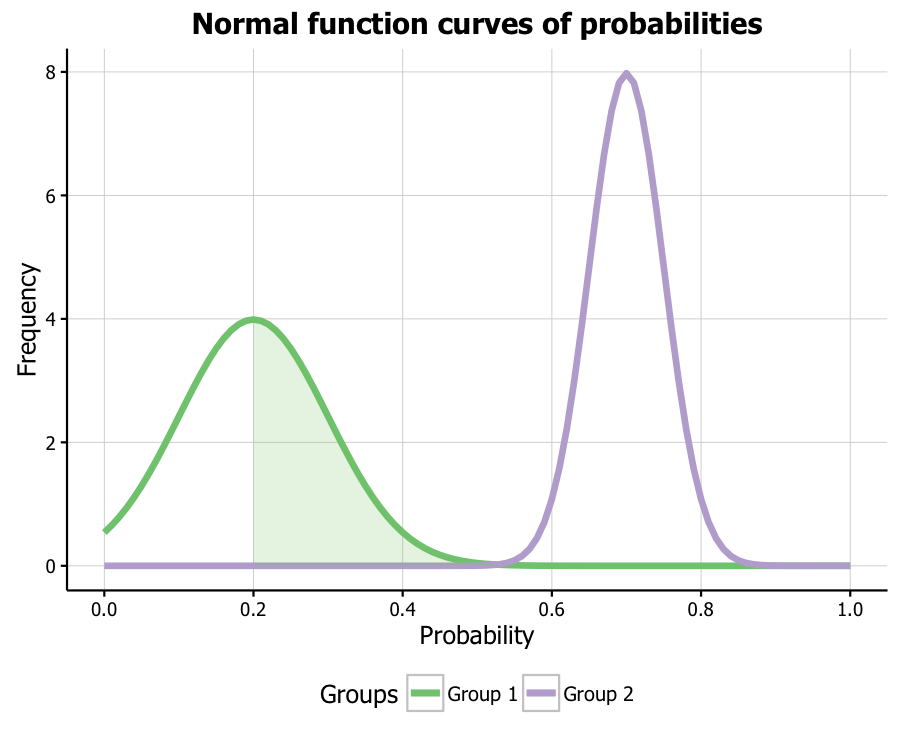 Normal function curves of probabilities
8
6
4
2
0
Frequency
0.0 0.2 0.4 0.6 0.8 1.0
Probability
Groups Group 1 Group 2